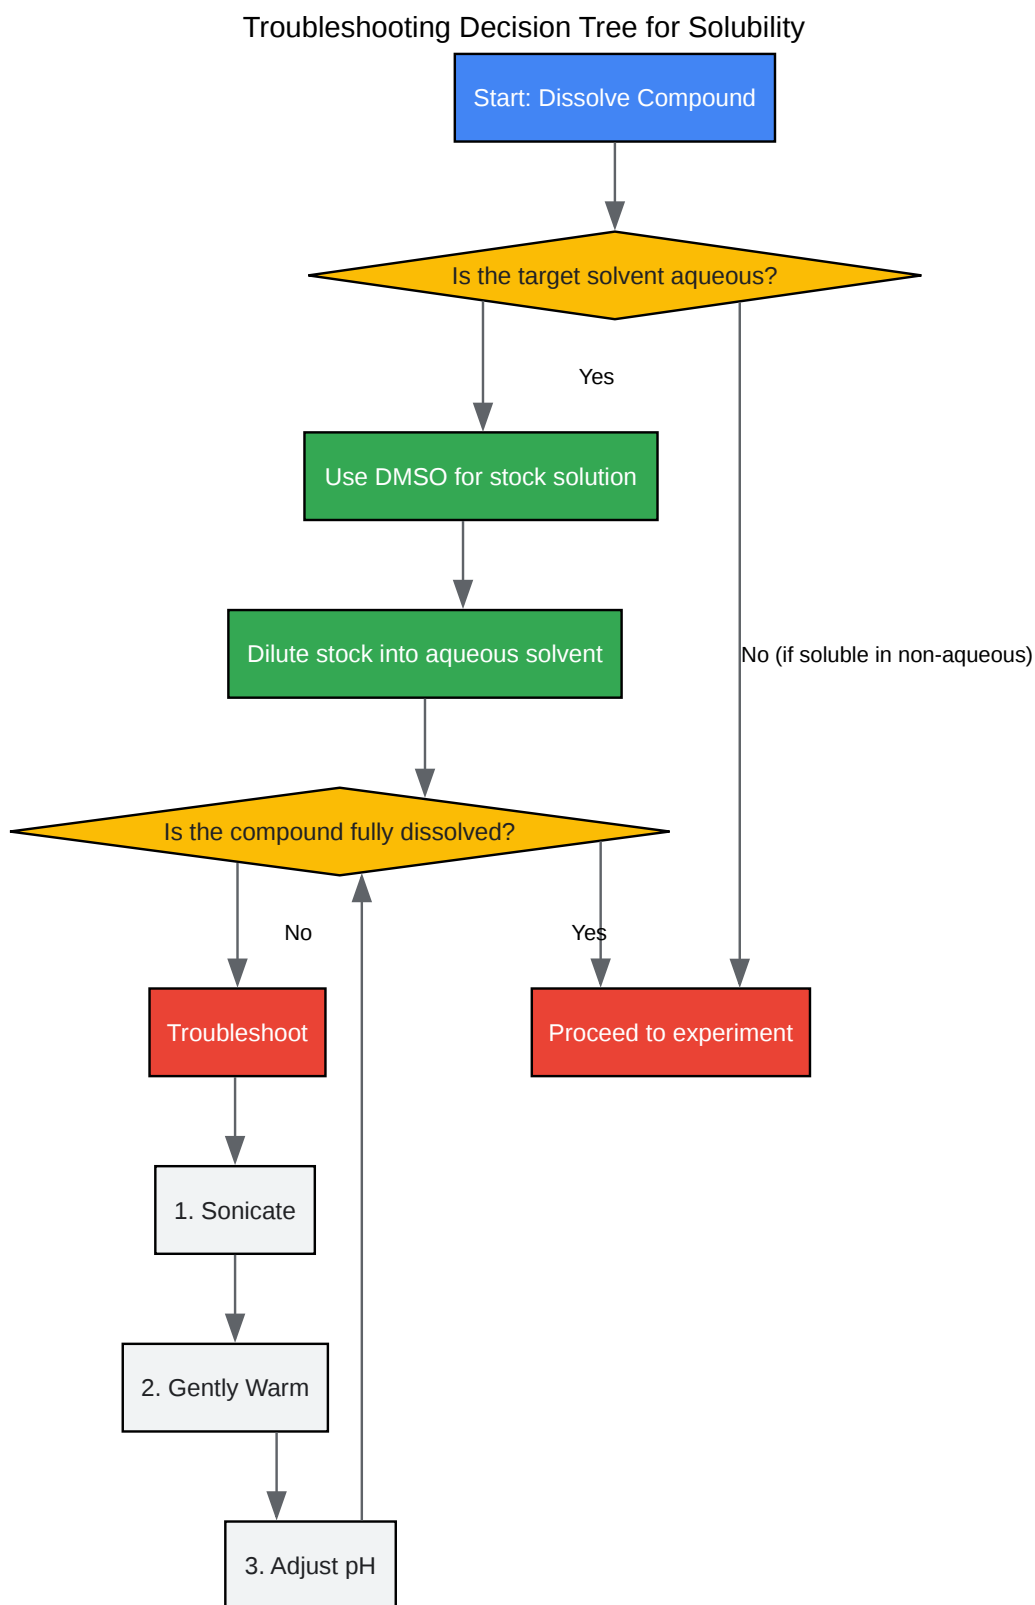 Troubleshooting Decision Tree for Solubility
Start: Dissolve Compound
Is the target solvent aqueous?
Yes
Use DMSO for stock solution
Dilute stock into aqueous solvent
No (if soluble in non-aqueous)
Is the compound fully dissolved?
No
Yes
Troubleshoot
Proceed to experiment
1. Sonicate
2. Gently Warm
3. Adjust pH